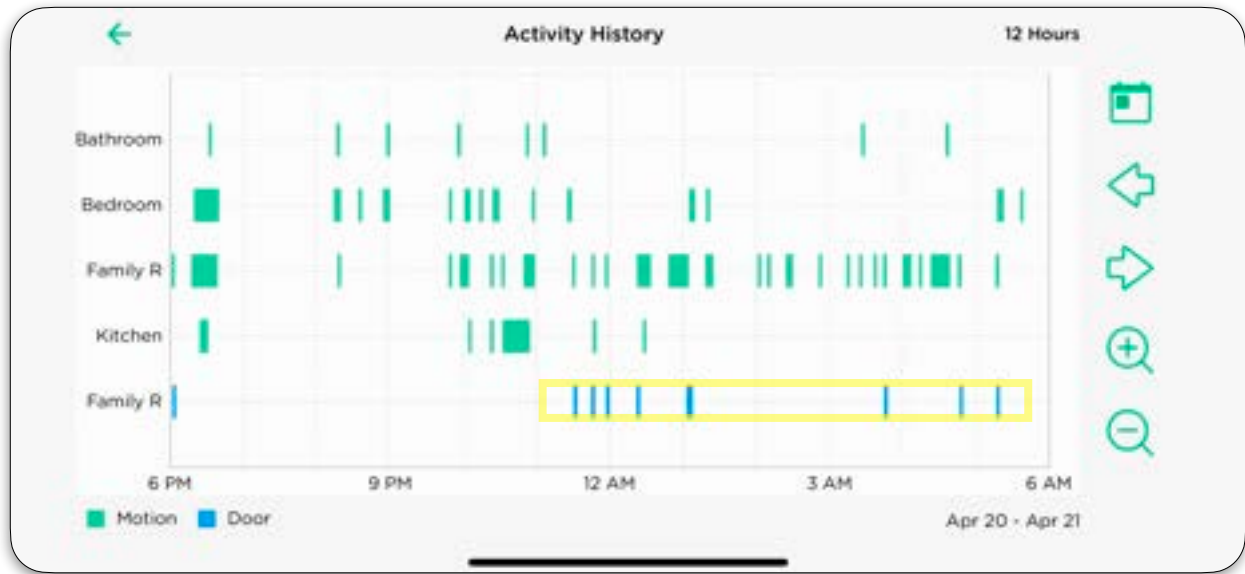 Activity History
12 Hours
Bathroom
Bedroom
Family R
Kitchen
Family R
6 PM 9 PM 12 AM 3 AM 6 AM
Motion Door
Apr 20 - Apr 21